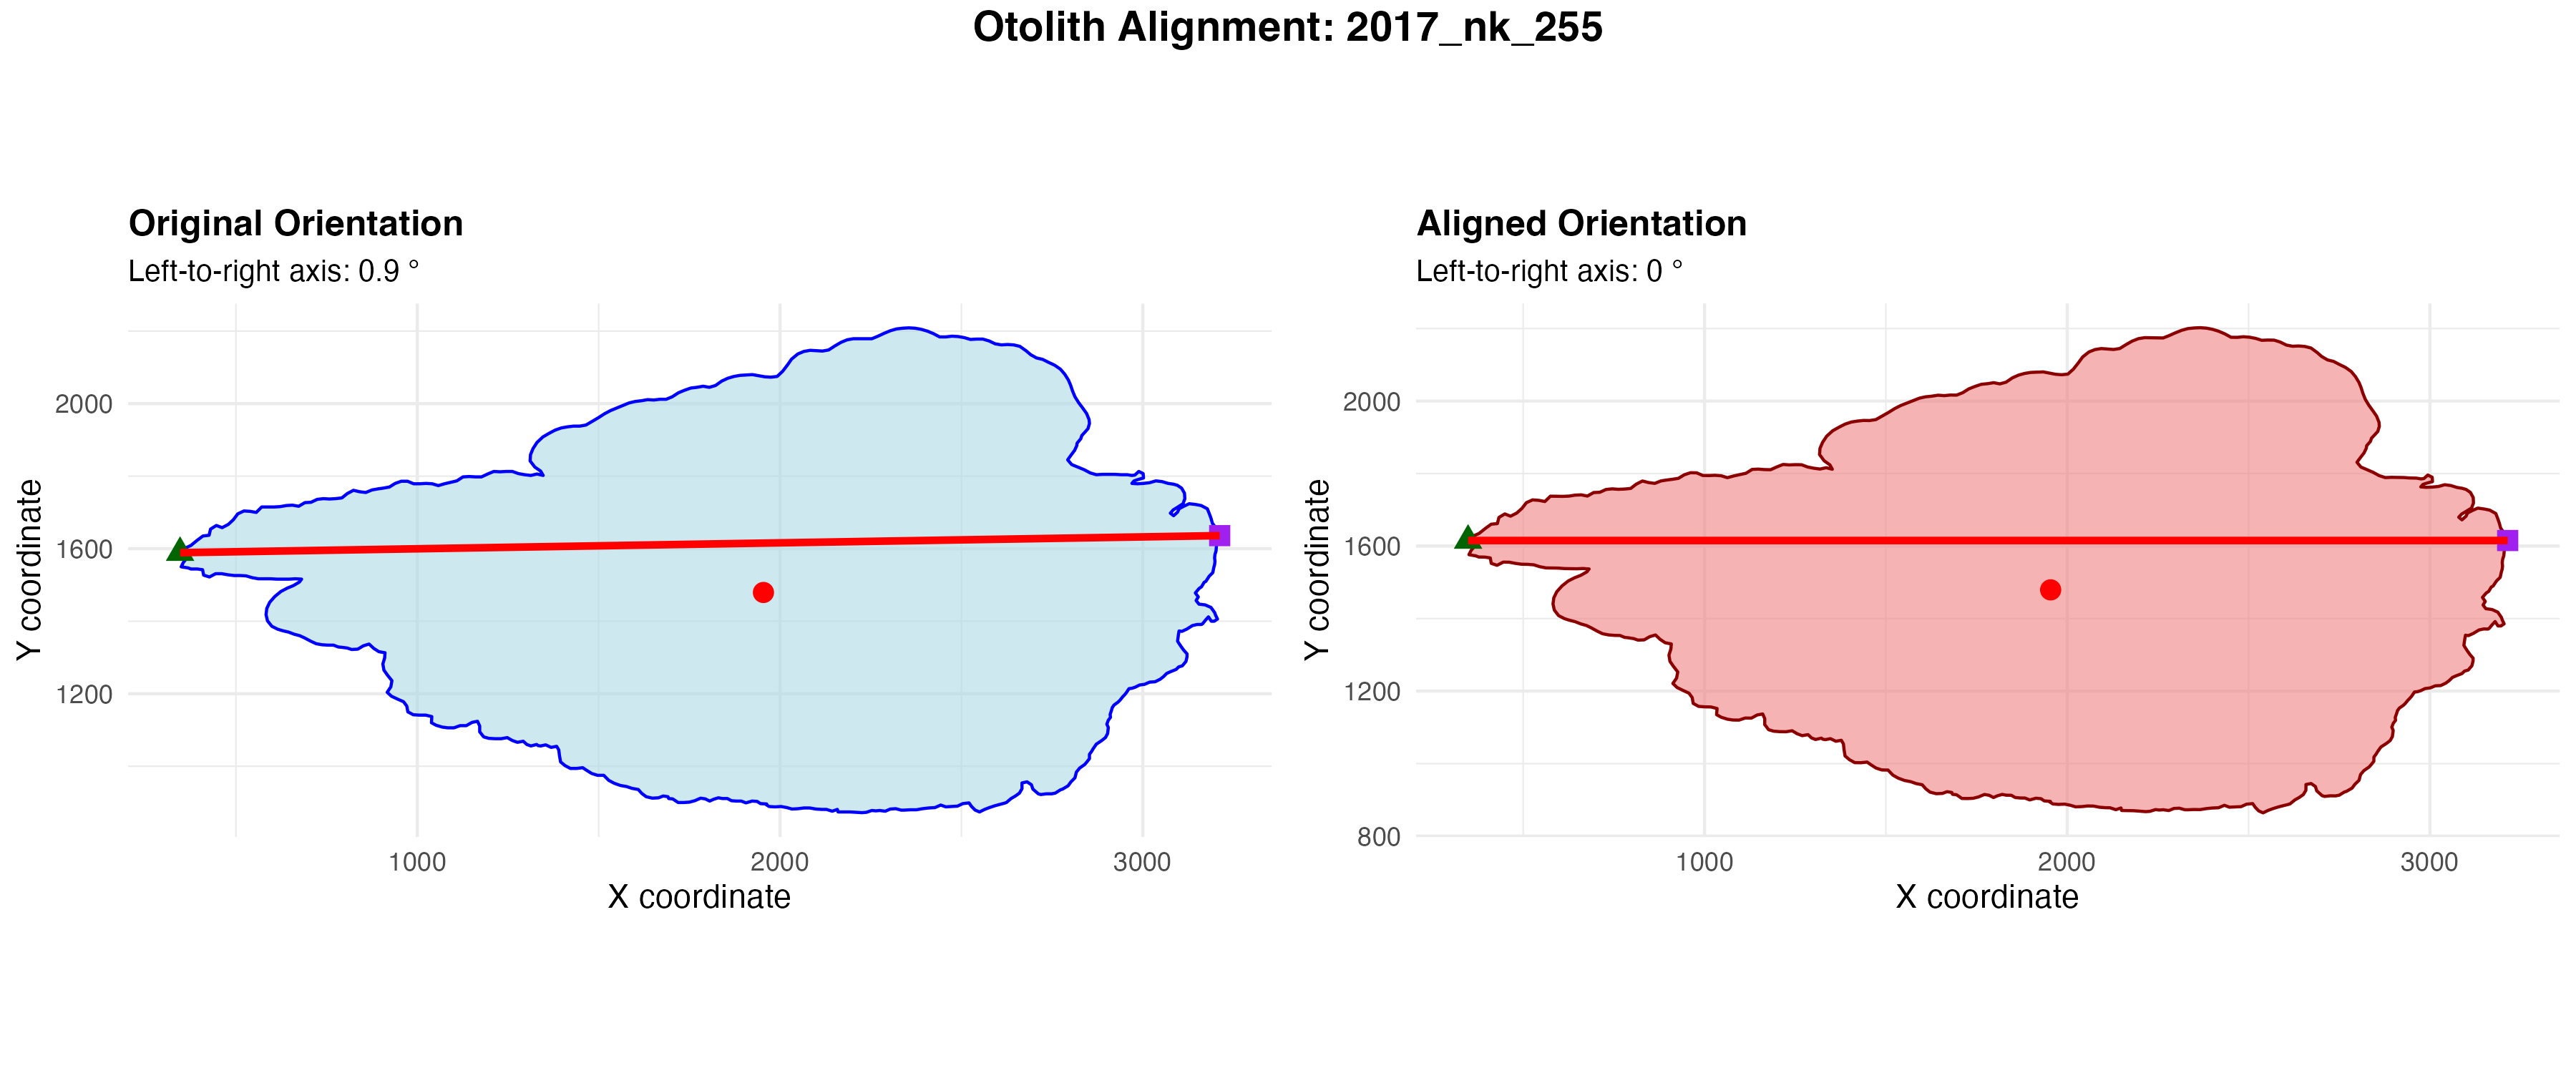 Otolith Alignment: 2017_nk_255
Original Orientation
Left-to-right axis: 0.9 °
2000
1600
1200
Y coordinate
1000
2000
3000
X coordinate
Aligned Orientation
Left-to-right axis: 0 °
2000
1600
1200
800
Y coordinate
1000
2000
3000
X coordinate